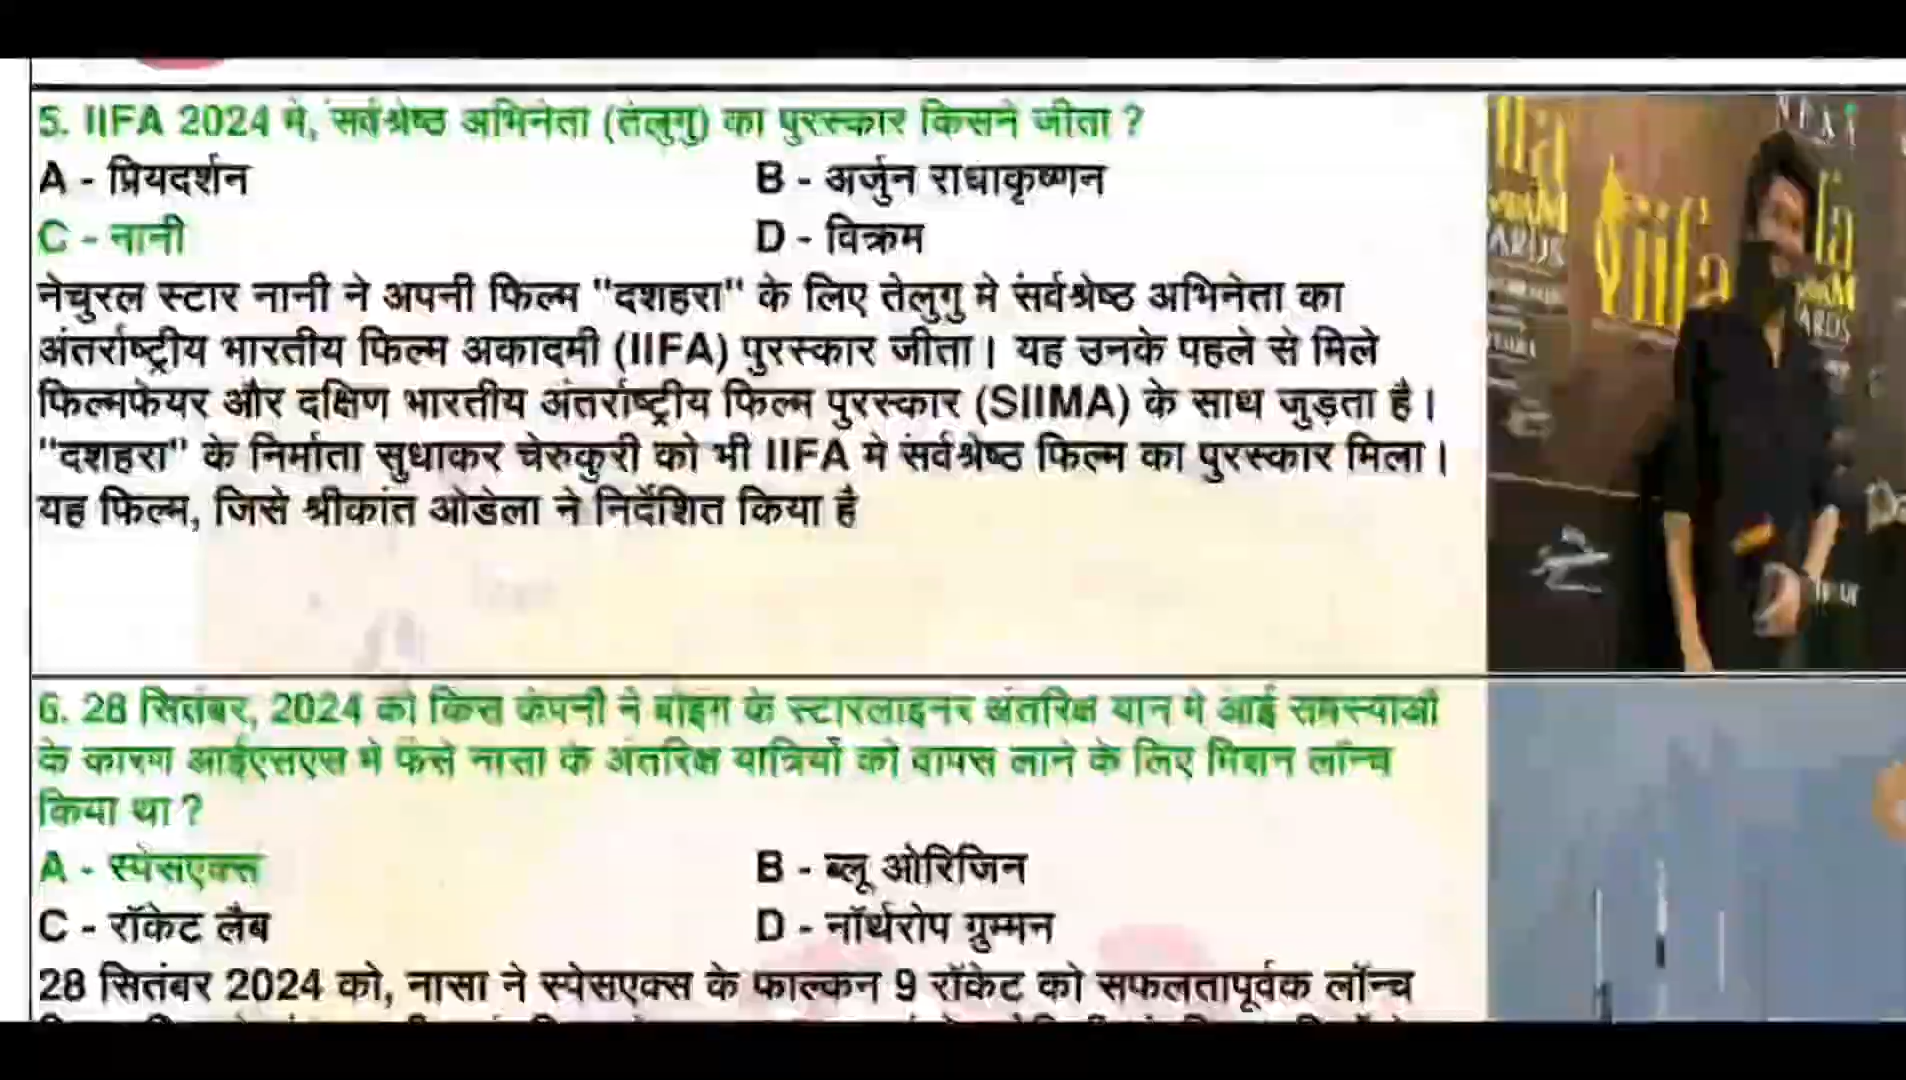 5. IIFA 2024 मे, सर्वश्रेष्ठ अभिनेता (तेलुगु) का पुरस्कार किसने जीता ?
A - प्रियदर्शन
B - अर्जुन राधाकृष्णन
C - नानी
D - विक्रम
नेचुरल स्टार नानी ने अपनी फिल्म "दशहरा" के लिए तेलुगु मे सर्वश्रेष्ठ अभिनेता का
अंतर्राष्ट्रीय भारतीय फिल्म अकादमी (IIFA) पुरस्कार जीता। यह उनके पहले से मिले
फिल्मफेयर और दक्षिण भारतीय अंतर्राष्ट्रीय फिल्म पुरस्कार (SIIMA) के साथ जुड़ता है।
"दशहरा" के निर्माता सुधाकर चेरुकुरी को भी IIFA मे सर्वश्रेष्ठ फिल्म का पुरस्कार मिला।
यह फिल्म, जिसे श्रीकांत ओडेला ने निर्देशित किया है
NEXA
iifa
6. 28 सितंबर, 2024 को किस कंपनी ने बोइंग के स्टारलाइनर अंतरिक्ष यान मे आई समस्याओं
के कारण आईएसएस मे फंसे नासा के अंतरिक्ष यात्रियों को वापस लाने के लिए मिशन लॉन्च
किया था ?
A - स्पेसएक्स
B - ब्लू ओरिजिन
C - रॉकेट लैब
D - नॉर्थरोप ग्रुम्मन
28 सितंबर 2024 को, नासा ने स्पेसएक्स के फाल्कन 9 रॉकेट को सफलतापूर्वक लॉन्च